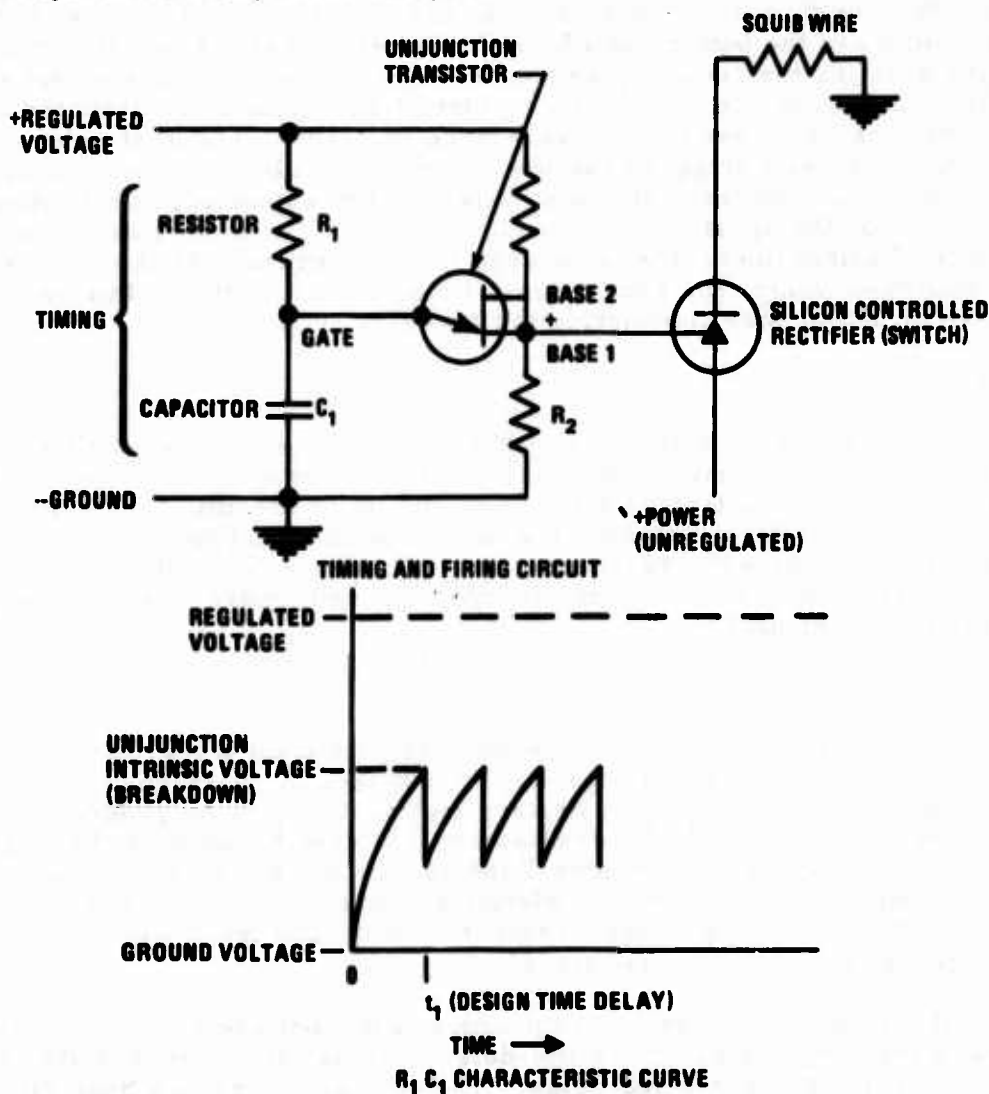 SQUIB WIRE
UNIJUNCTION
TRANSISTOR
+REGULATED
VOLTAGE
RESISTOR
R1
TIMING
GATE
BASE 2
+
BASE 1
SILICON CONTROLLED
RECTIFIER (SWITCH)
CAPACITOR
C1
R2
--GROUND
+POWER
(UNREGULATED)
TIMING AND FIRING CIRCUIT
REGULATED
VOLTAGE
UNIJUNCTION
INTRINSIC VOLTAGE
(BREAKDOWN)
GROUND VOLTAGE
0
t1 (DESIGN TIME DELAY)
TIME
R1 C1 CHARACTERISTIC CURVE